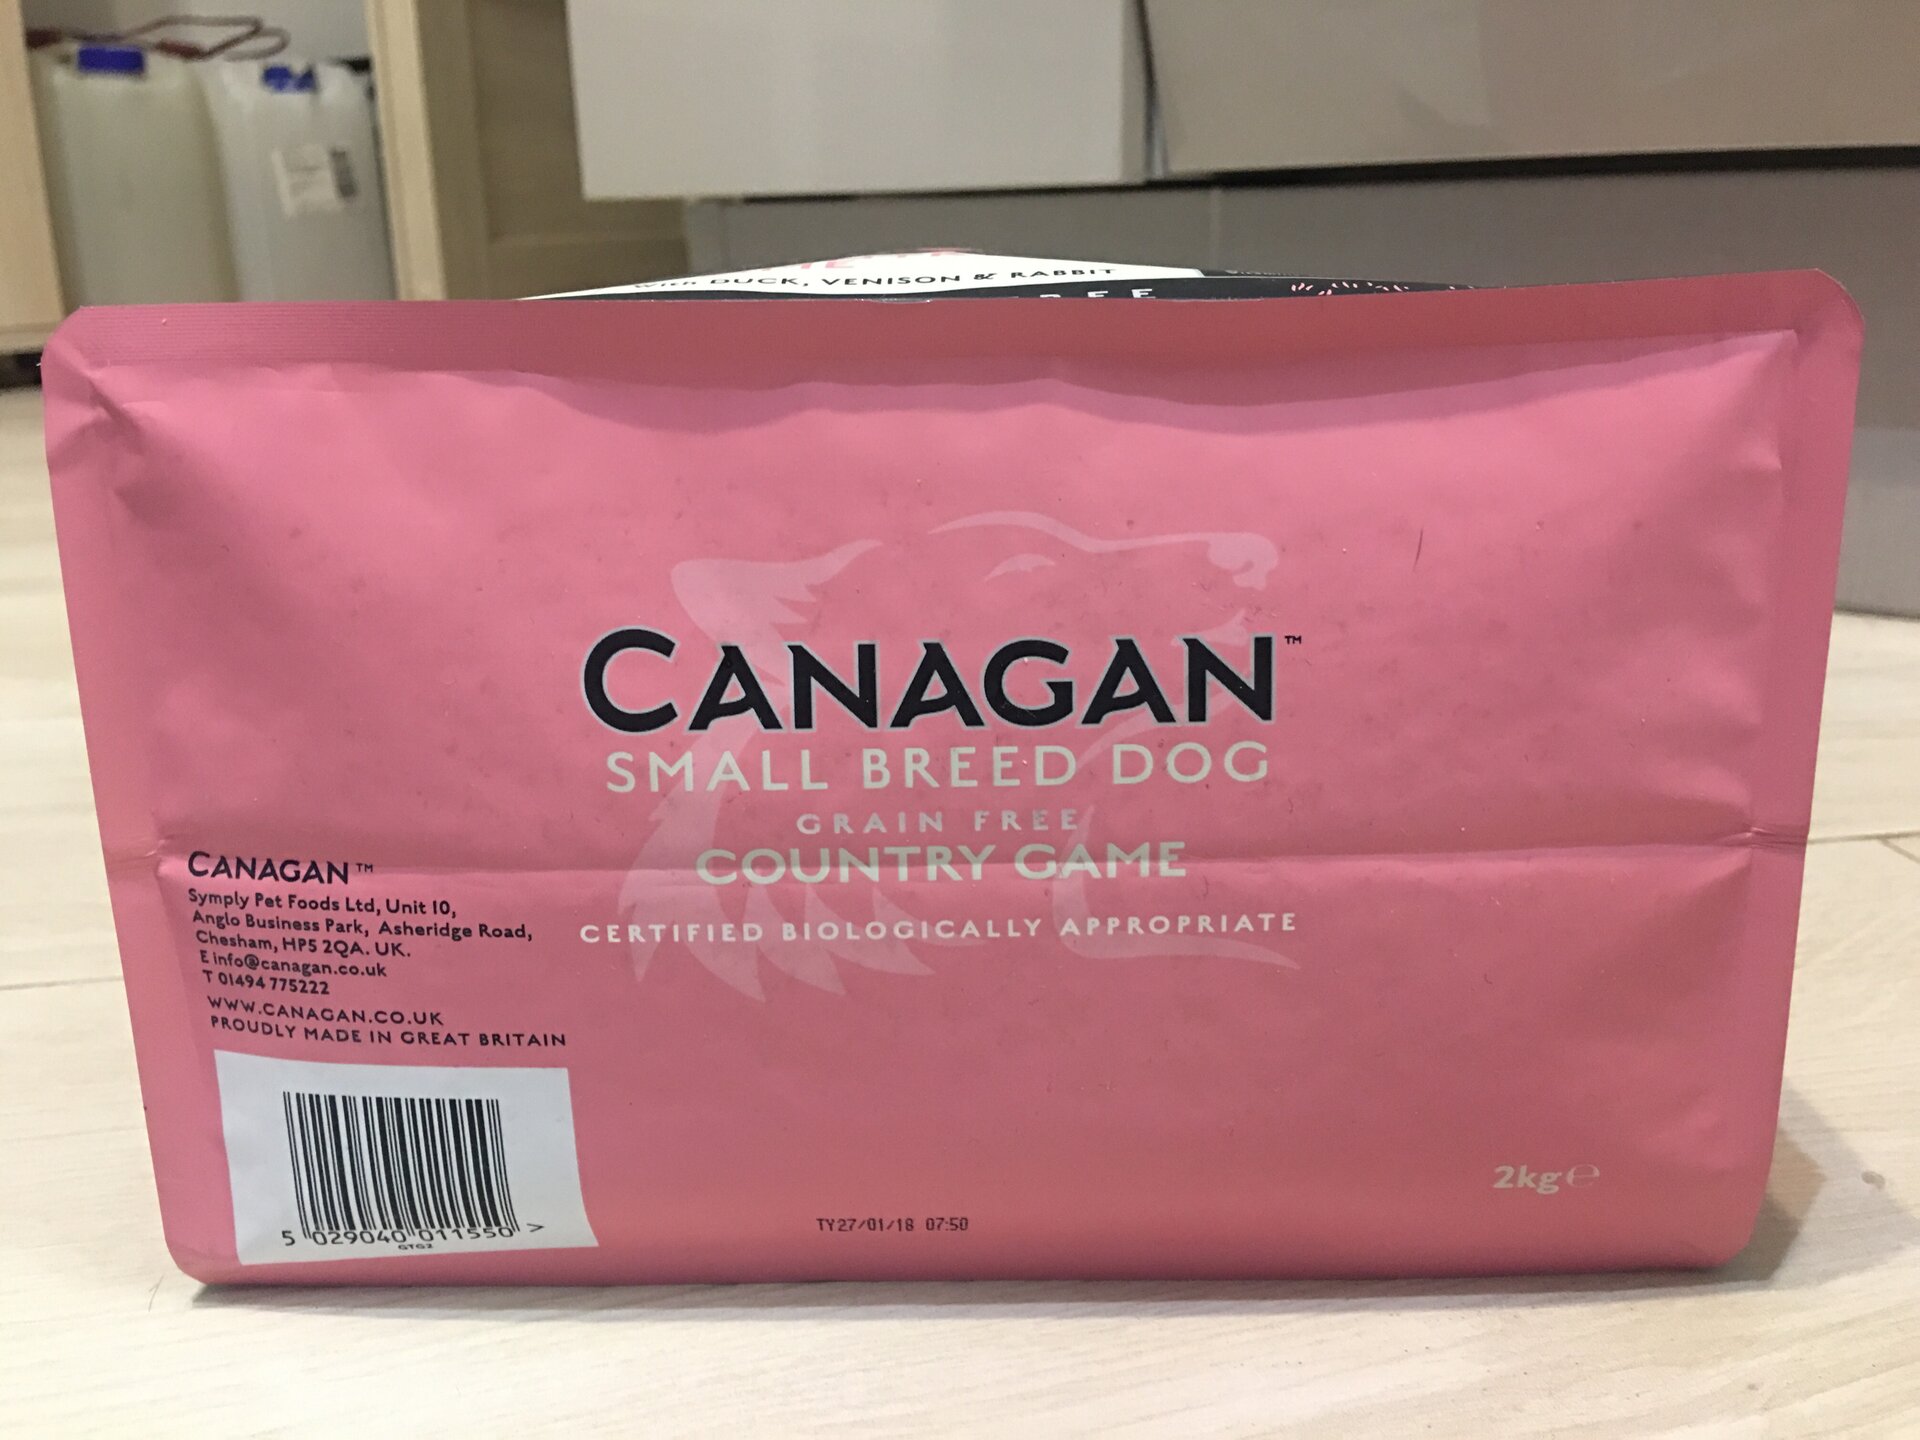 with DUCK, VENISON & RABBIT
CANAGAN™
SMALL BREED DOG
GRAIN FREE
COUNTRY GAME
CERTIFIED BIOLOGICALLY APPROPRIATE
CANAGAN™
Symply Pet Foods Ltd, Unit 10,
Anglo Business Park, Asheridge Road,
Chesham, HP5 2QA. UK.
E info@canagan.co.uk
T 01494 775222
WWW.CANAGAN.CO.UK
PROUDLY MADE IN GREAT BRITAIN
5 029040 011550 >
GTG2
TY27/01/18 07:50
2kg ℮